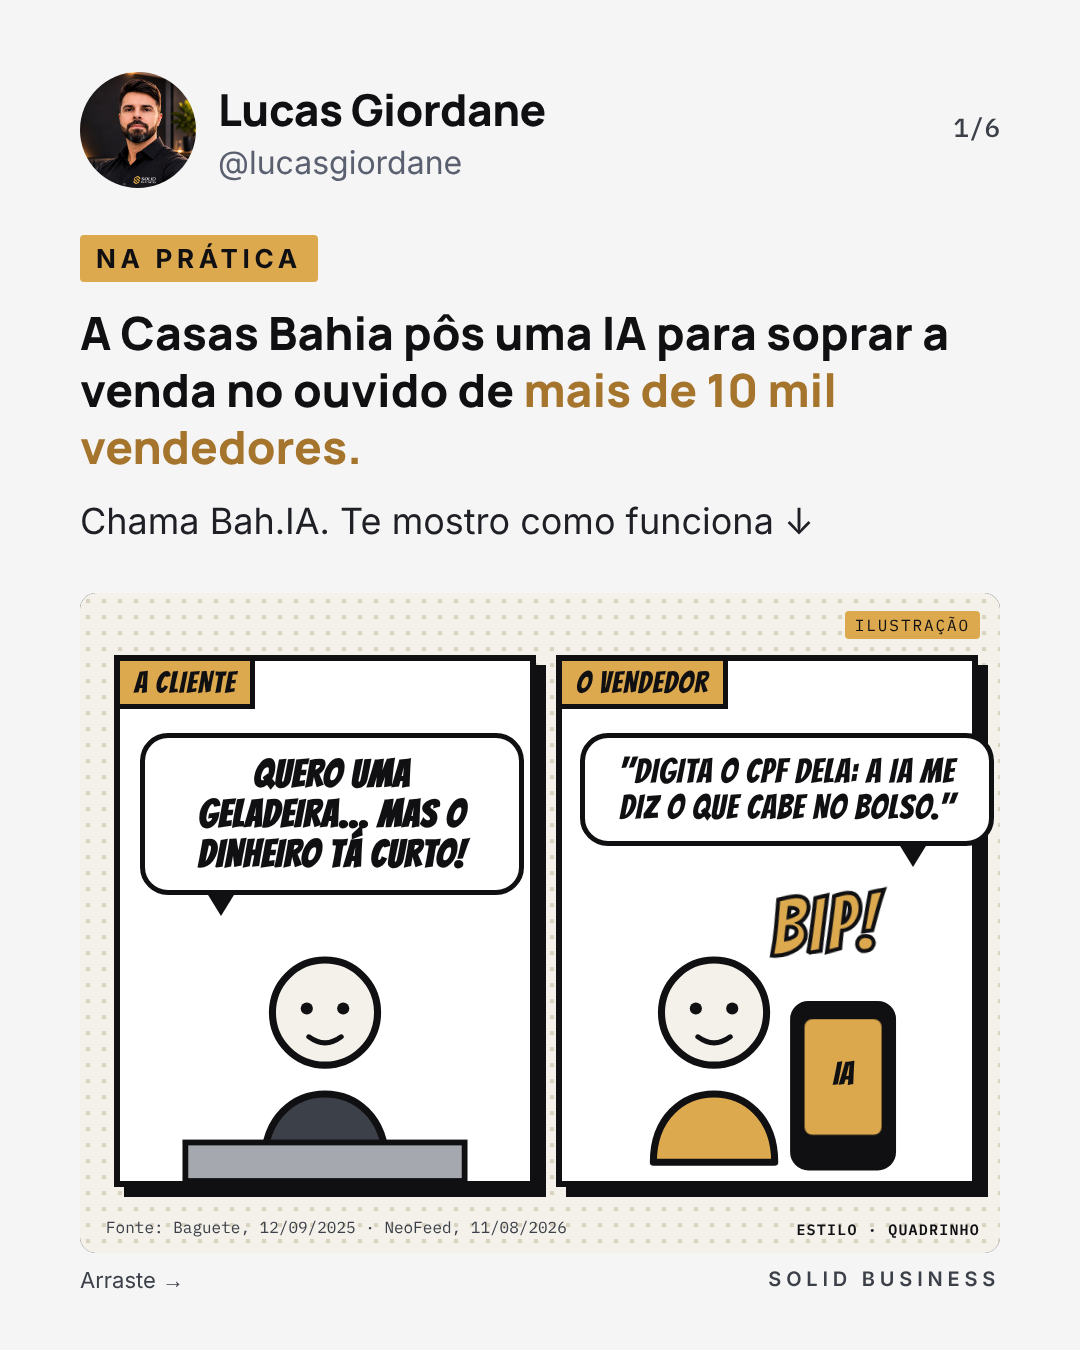 Lucas Giordane
@lucasgiordane
1/6
NA PRÁTICA
A Casas Bahia pôs uma IA para soprar a
venda no ouvido de mais de 10 mil
vendedores.
Chama Bah.IA. Te mostro como funciona ↓
ILUSTRAÇÃO
A CLIENTE
QUERO UMA
GELADEIRA... MAS O
DINHEIRO TÁ CURTO!
O VENDEDOR
"DIGITA O CPF DELA: A IA ME
DIZ O QUE CABE NO BOLSO."
BIP!
IA
Fonte: Baguete, 12/09/2025 · NeoFeed, 11/08/2026
ESTILO · QUADRINHO
Arraste →
SOLID BUSINESS